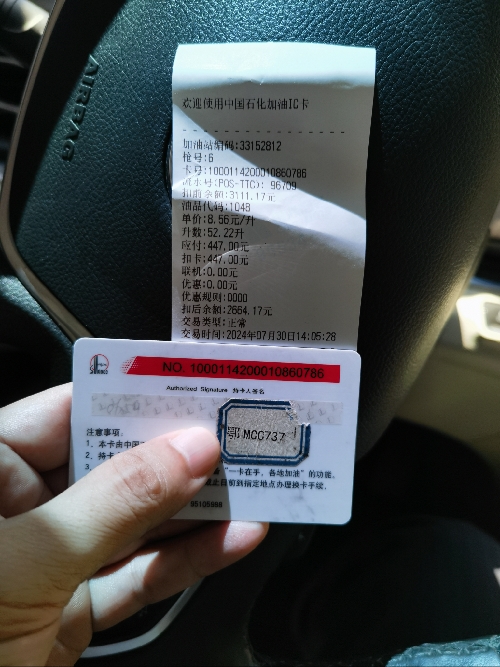 AIRBAG
欢迎使用中国石化加油IC卡
加油站编码:33152812
枪号:6
卡号:1000114200010860786
流水号(POS-TTC): 96709
扣前余额:3111.17元
油品代码:1048
单价:8.56元/升
升数:52.22升
应付:447.00元
扣卡:447.00元
联机:0.00元
优惠:0.00元
优惠规则:0000
扣后余额:2664.17元
交易类型:正常
交易时间:2024年07月30日14:05:28
NO. 1000114200010860786
Authorized Signature 持卡人签名
鄂MCC737
注意事项:
1、本卡由中国
2、持卡
3、 “一卡在手,各地加油”的功能。
止日前到指定地点办理换卡手续。
95105988